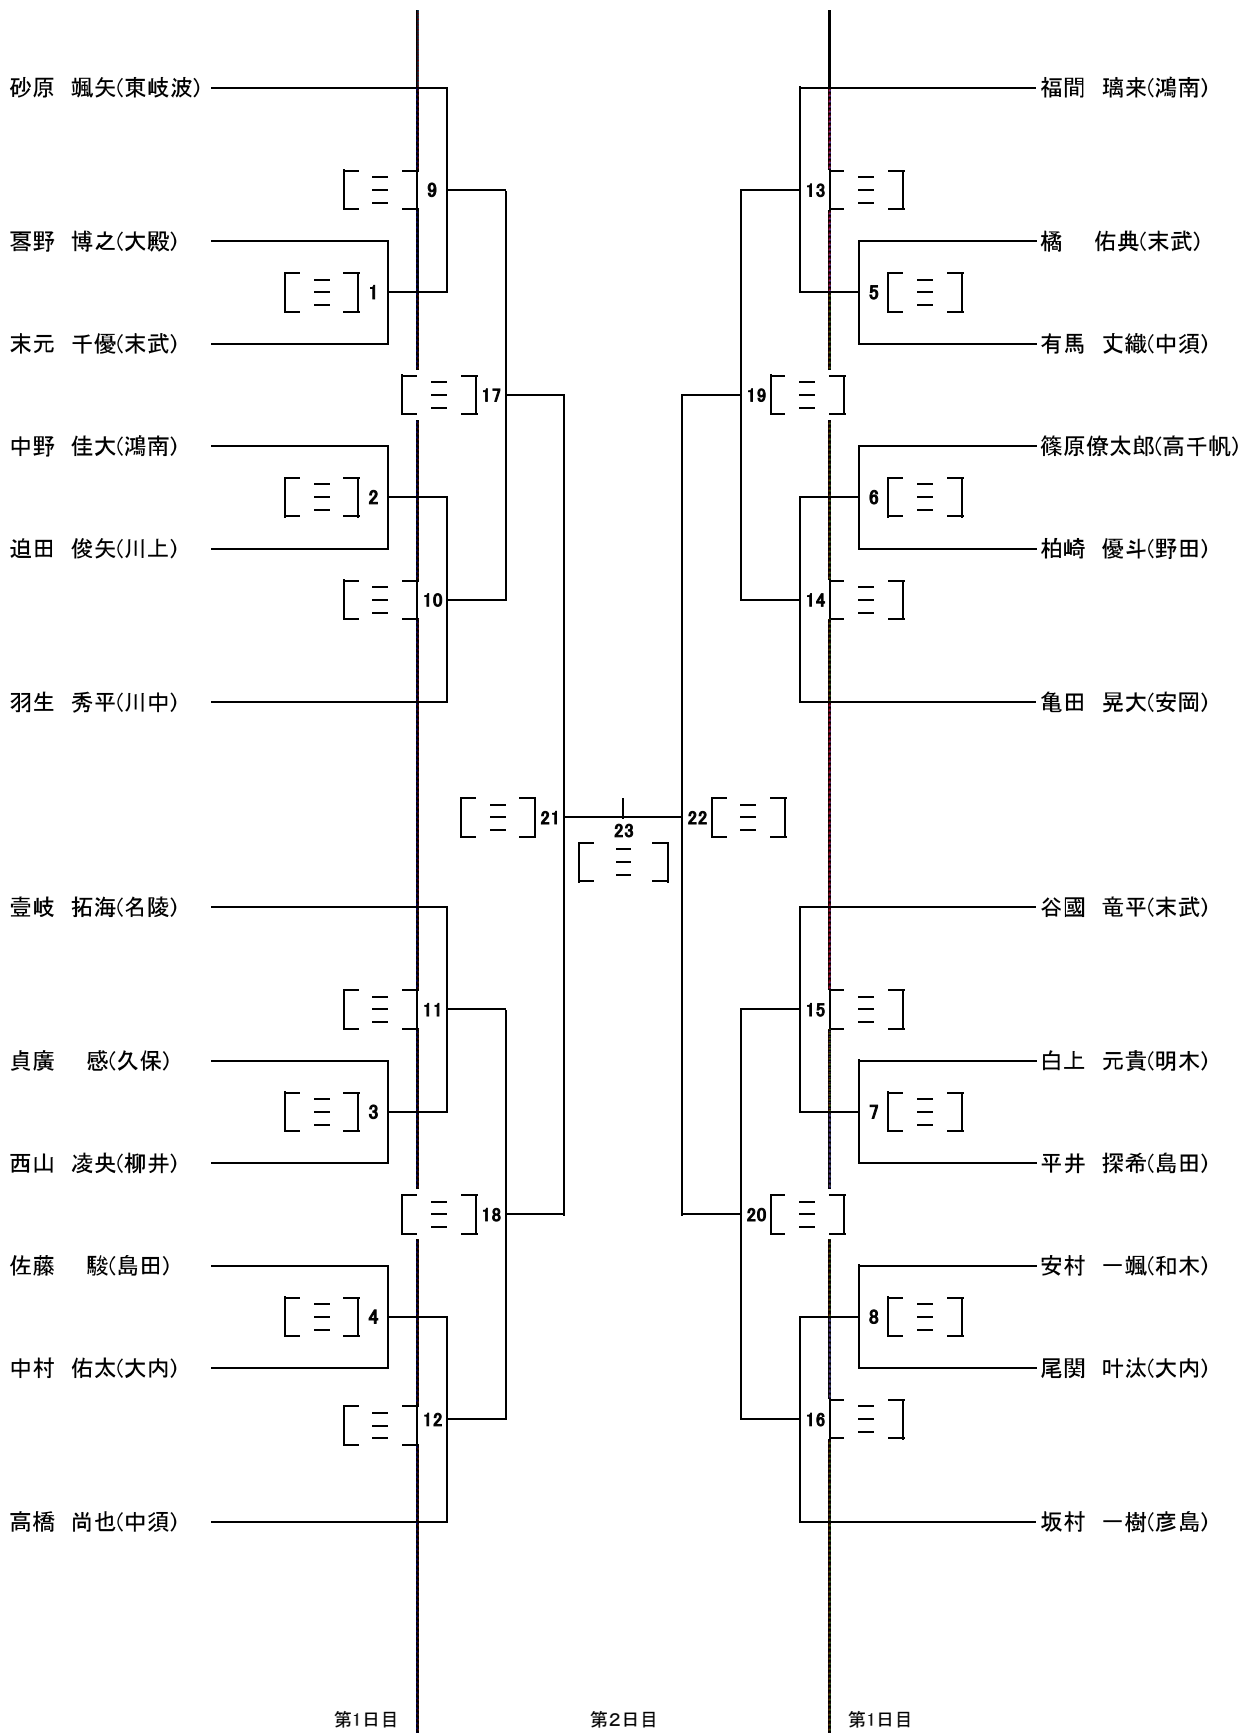 砂原 颯矢(東岐波)
福間 璃来(鴻南)
9
13
野 博之(大殿)
橘 佑典(末武)
1
5
末元 千優(末武)
有馬 丈織(中須)
17
19
中野 佳大(鴻南)
篠原僚太郎(高千帆)
2
6
迫田 俊矢(川上)
柏崎 優斗(野田)
10
14
羽生 秀平(川中)
亀田 晃大(安岡)
21
22
23
壹岐 拓海(名陵)
谷國 竜平(末武)
11
15
貞廣 感(久保)
白上 元貴(明木)
3
7
西山 凌央(柳井)
平井 探希(島田)
18
20
佐藤 駿(島田)
安村 一颯(和木)
4
8
中村 佑太(大内)
尾関 叶汰(大内)
12
16
高橋 尚也(中須)
坂村 一樹(彦島)
第1日目
第2日目
第1日目